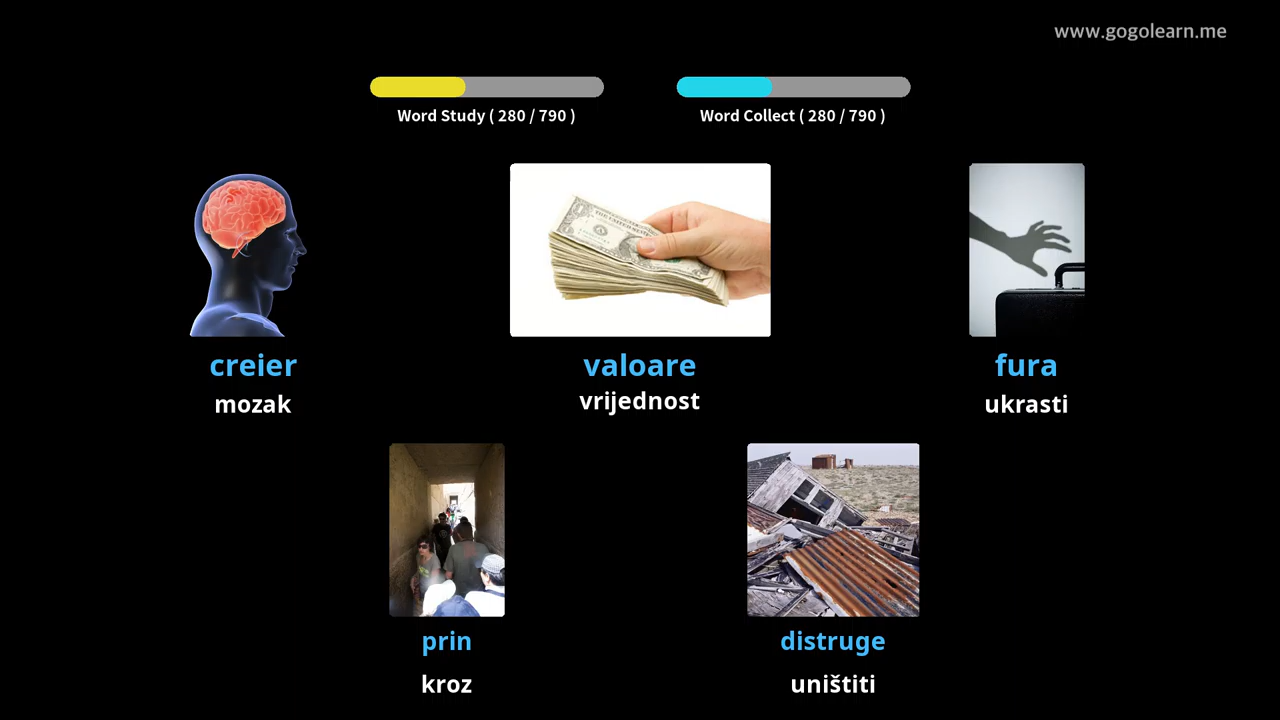 www.gogolearn.me
Word Study ( 280 / 790 )
Word Collect ( 280 / 790 )
creier
valoare
fura
mozak
vrijednost
ukrasti
prin
distruge
kroz
uništiti